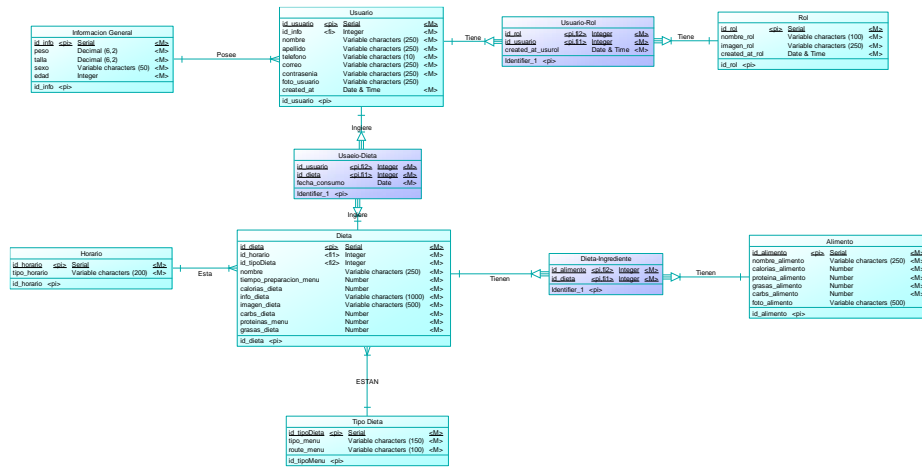 Informacion General
id_info <pi> Serial <M>
peso Decimal (6,2) <M>
talla Decimal (6,2) <M>
sexo Variable characters (50) <M>
edad Integer <M>
id_info <pi>
Posee
Usuario
id_usuario <pi> Serial <M>
id_info <fi> Integer <M>
nombre Variable characters (250) <M>
apellido Variable characters (250) <M>
telefono Variable characters (10) <M>
correo Variable characters (250) <M>
contrasenia Variable characters (250) <M>
foto_usuario Variable characters (250)
created_at Date & Time <M>
id_usuario <pi>
Tiene
Usuario-Rol
id_rol <pi,fi2> Integer <M>
id_usuario <pi,fi1> Integer <M>
created_at_usurol Date & Time <M>
Identifier_1 <pi>
Tiene
Rol
id_rol <pi> Serial <M>
nombre_rol Variable characters (100) <M>
imagen_rol Variable characters (250) <M>
created_at_rol Date & Time <M>
id_rol <pi>
Ingiere
Usaeio-Dieta
id_usuario <pi,fi2> Integer <M>
id_dieta <pi,fi1> Integer <M>
fecha_consumo Date <M>
Identifier_1 <pi>
Ingiere
Horario
id_horario <pi> Serial <M>
tipo_horario Variable characters (200) <M>
id_horario <pi>
Esta
Dieta
id_dieta <pi> Serial <M>
id_horario <fi1> Integer <M>
id_tipoDieta <fi2> Integer <M>
nombre Variable characters (250) <M>
tiempo_preparacion_menu Number <M>
calorias_dieta Number <M>
info_dieta Variable characters (1000) <M>
imagen_dieta Variable characters (500) <M>
carbs_dieta Number <M>
proteinas_menu Number <M>
grasas_dieta Number <M>
id_dieta <pi>
Tienen
Dieta-Ingrediente
id_alimento <pi,fi2> Integer <M>
id_dieta <pi,fi1> Integer <M>
Identifier_1 <pi>
Tienen
Alimento
id_alimento <pi> Serial <M>
nombre_alimento Variable characters (250) <M>
calorias_alimento Number <M>
proteina_alimento Number <M>
grasas_alimento Number <M>
carbs_alimento Number <M>
foto_alimento Variable characters (500)
id_alimento <pi>
ESTAN
Tipo Dieta
id_tipoDieta <pi> Serial <M>
tipo_menu Variable characters (150) <M>
route_menu Variable characters (100) <M>
id_tipoMenu <pi>